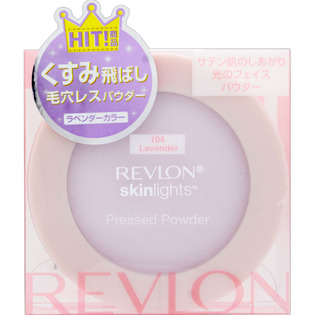 HIT!商品
くすみ飛ばし
毛穴レスパウダー
ラベンダーカラー
サテン肌のしあがり
光のフェイス
パウダー
104
Lavender
REVLON®
skinlights™
Pressed Powder
REVLON